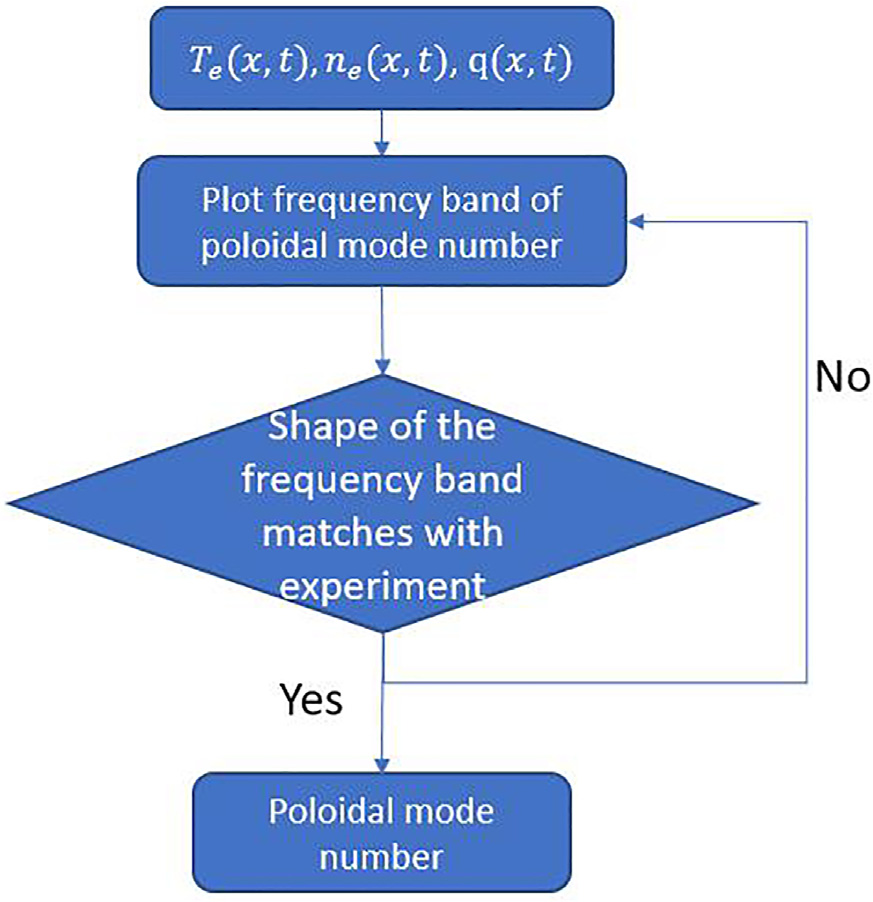 Te(x, t), ne(x, t), q(x, t)
Plot frequency band of
poloidal mode number
Shape of the
frequency band
matches with
experiment
No
Yes
Poloidal mode
number